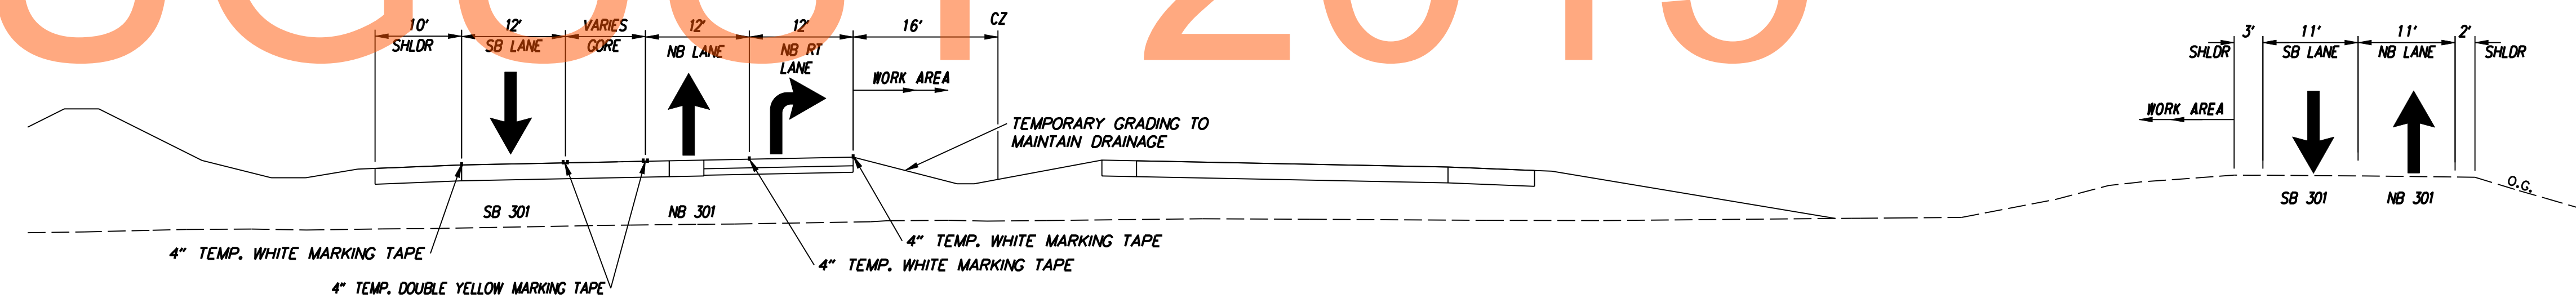 UGUST 2015
10' 12' VARIES 12' 12' 16' CZ
SHLDR SB LANE GORE NB LANE NB RT
LANE
WORK AREA
TEMPORARY GRADING TO
MAINTAIN DRAINAGE
3' 11' 11' 2'
SHLDR SB LANE NB LANE SHLDR
WORK AREA
O.G.
SB 301 NB 301
SB 301 NB 301
4" TEMP. WHITE MARKING TAPE
4" TEMP. DOUBLE YELLOW MARKING TAPE
4" TEMP. WHITE MARKING TAPE
4" TEMP. WHITE MARKING TAPE